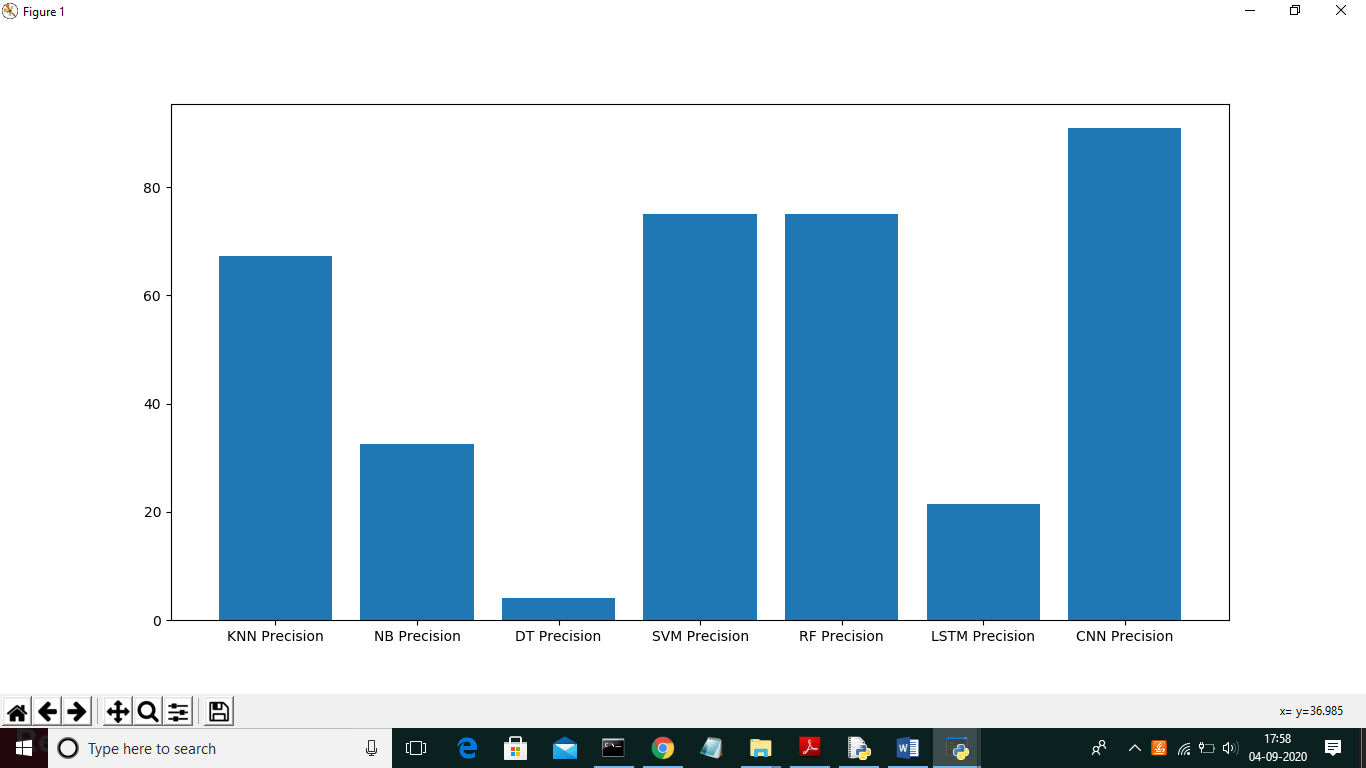 Figure 1
80
60
40
20
0
KNN Precision NB Precision DT Precision SVM Precision RF Precision LSTM Precision CNN Precision
x= y=36.985
Type here to search
17:58
04-09-2020